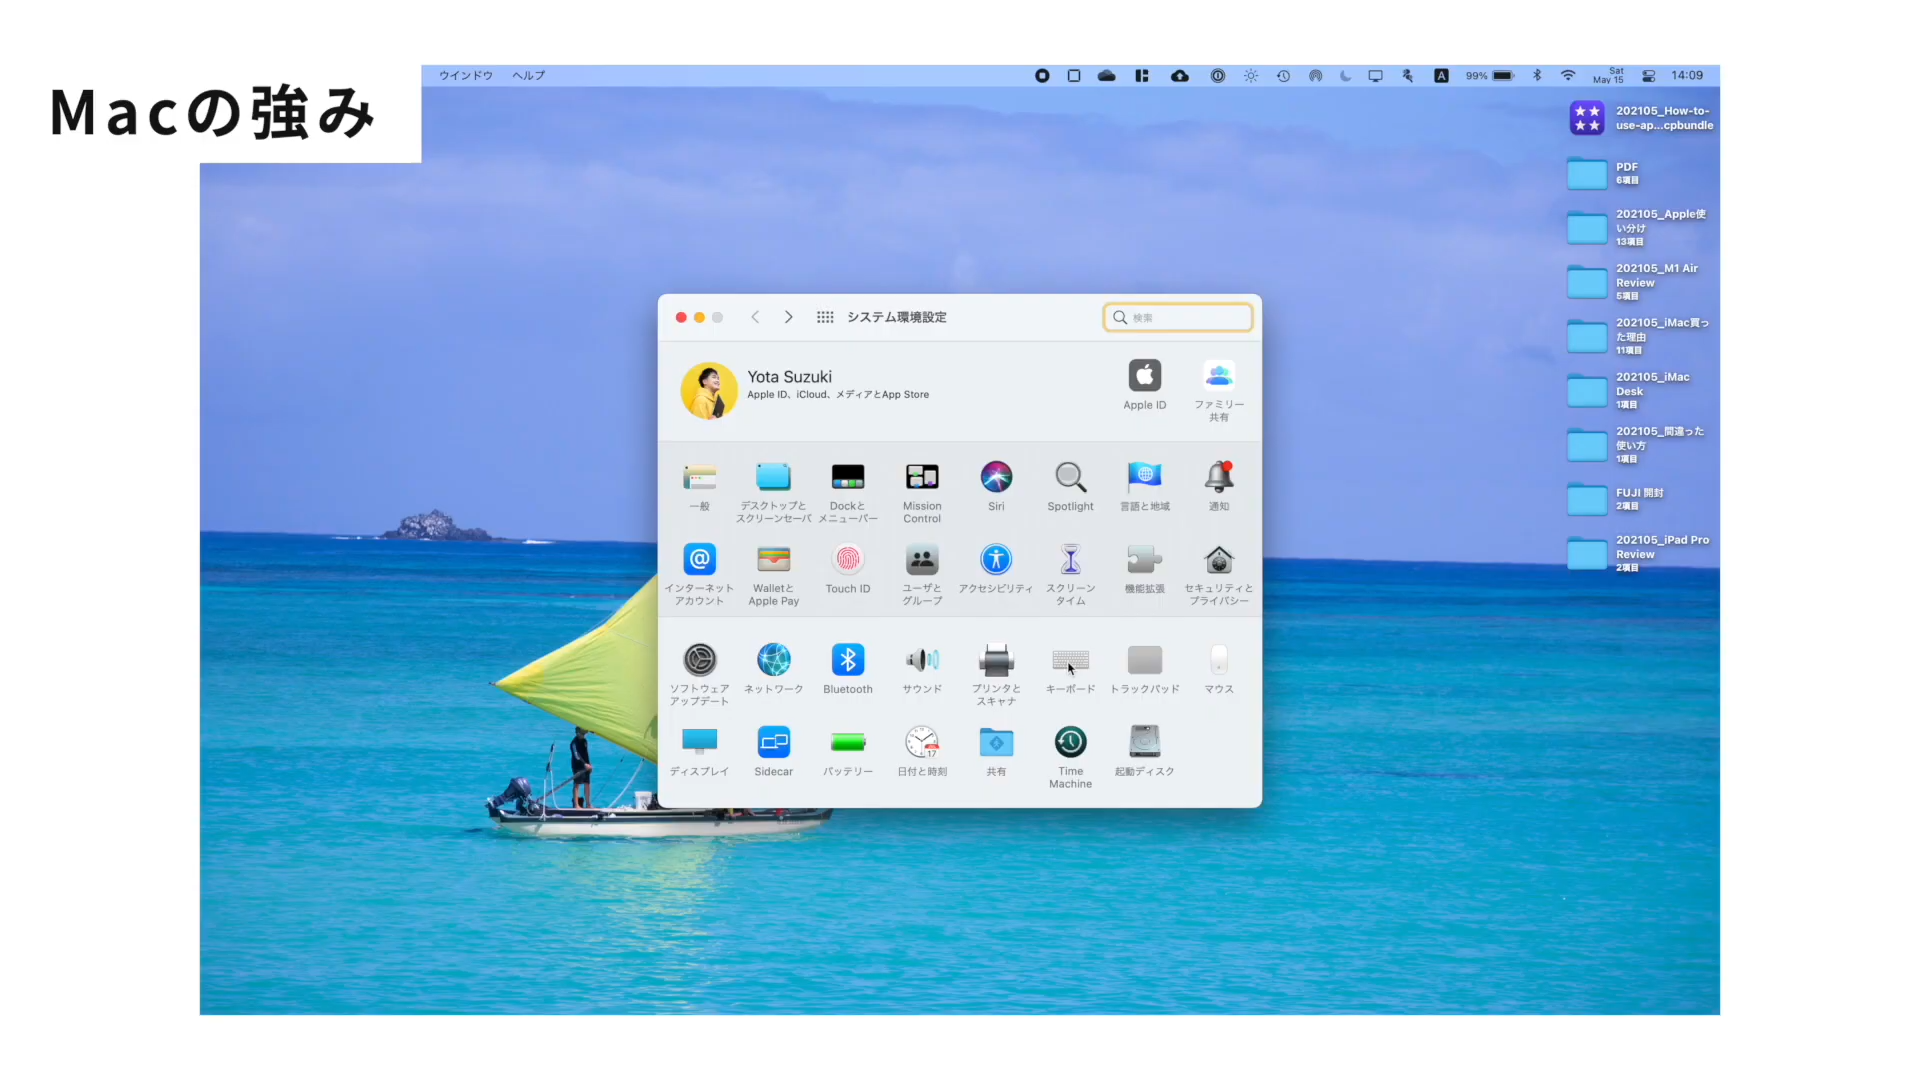 Macの強み
ウインドウ ヘルプ
A
99%
Sat
May 15
14:09
202105_How-to-
use-ap...cpbundle
PDF
6項目
202105_Apple使
い分け
13項目
202105_M1 Air
Review
5項目
202105_iMac買っ
た理由
11項目
202105_iMac
Desk
1項目
202105_間違った
使い方
1項目
FUJI 開封
2項目
202105_iPad Pro
Review
2項目
システム環境設定
検索
Yota Suzuki
Apple ID、iCloud、メディアとApp Store
Apple ID
ファミリー
共有
一般
デスクトップと
スクリーンセーバ
Dockと
メニューバー
Mission
Control
Siri
Spotlight
言語と地域
通知
インターネット
アカウント
Walletと
Apple Pay
Touch ID
ユーザと
グループ
アクセシビリティ
スクリーン
タイム
機能拡張
セキュリティと
プライバシー
ソフトウェア
アップデート
ネットワーク
Bluetooth
サウンド
プリンタと
スキャナ
キーボード
トラックパッド
マウス
ディスプレイ
Sidecar
バッテリー
17
日付と時刻
共有
Time
Machine
起動ディスク